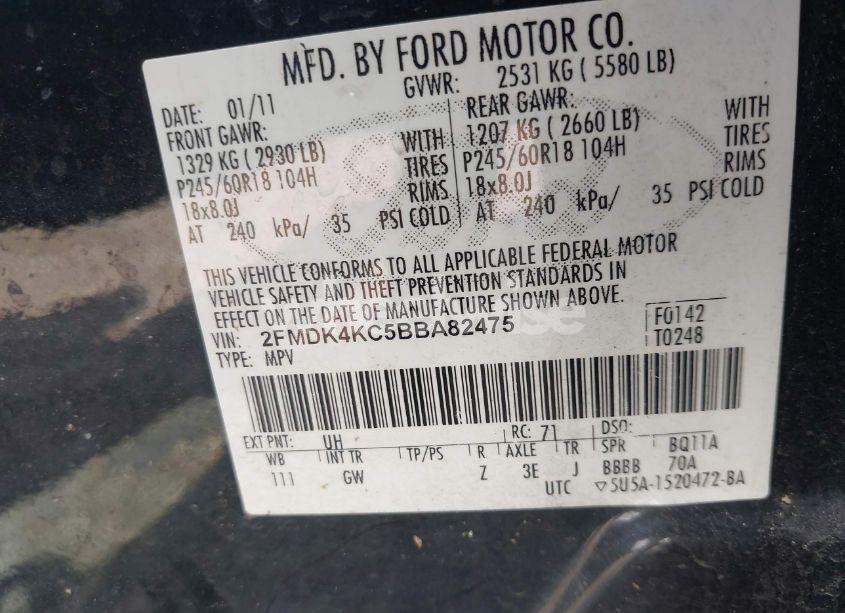 MFD. BY FORD MOTOR CO.
DATE: 01/11 GVWR: 2531 KG ( 5580 LB)
FRONT GAWR: REAR GAWR:
1329 KG ( 2930 LB) WITH 1207 KG ( 2660 LB) WITH
P245/60R18 104H TIRES P245/60R18 104H TIRES
18x8.0J RIMS 18x8.0J RIMS
AT 240 kPa/ 35 PSI COLD AT 240 kPa/ 35 PSI COLD
THIS VEHICLE CONFORMS TO ALL APPLICABLE FEDERAL MOTOR
VEHICLE SAFETY AND THEFT PREVENTION STANDARDS IN
EFFECT ON THE DATE OF MANUFACTURE SHOWN ABOVE.
VIN: 2FMDK4KC5BBA82475 F0142
TYPE: MPV T0248
EXT PNT: UH RC: 71 DSO:
WB INT TR TP/PS R AXLE TR SPR BQ11A
111 GW Z 3E J BBBB 70A
UTC ▽5U5A-1520472-BA